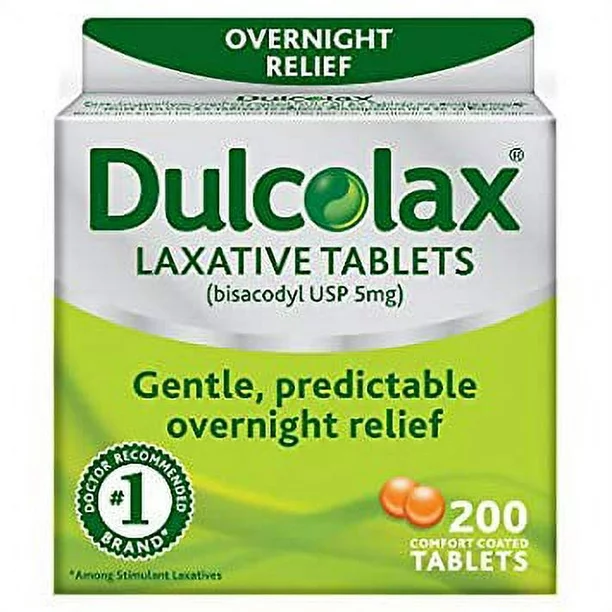 OVERNIGHT
RELIEF
Dulcolax®
LAXATIVE TABLETS
(bisacodyl USP 5mg)
Gentle, predictable
overnight relief
DOCTOR RECOMMENDED
#1
BRAND*
200
COMFORT COATED
TABLETS
*Among Stimulant Laxatives